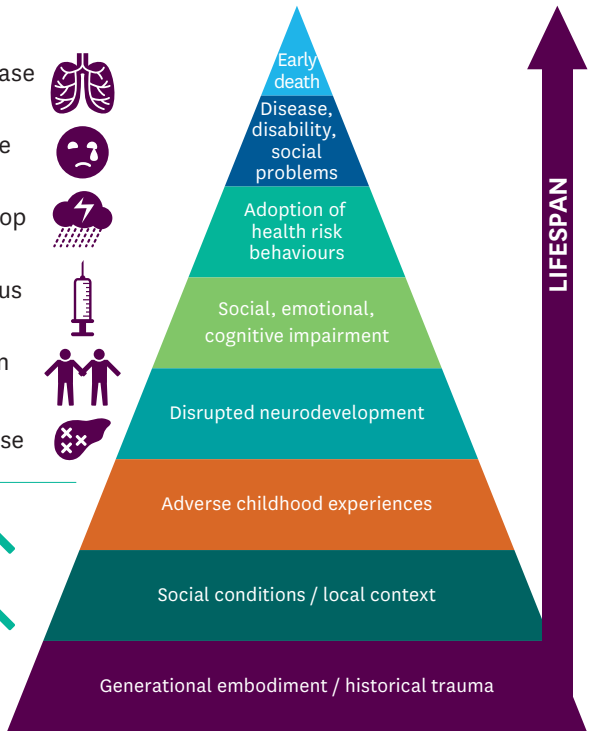 ase
e
op
us
n
se
Early
death
Disease,
disability,
social
problems
Adoption of
health risk
behaviours
Social, emotional,
cognitive impairment
Disrupted neurodevelopment
Adverse childhood experiences
Social conditions / local context
Generational embodiment / historical trauma
LIFESPAN